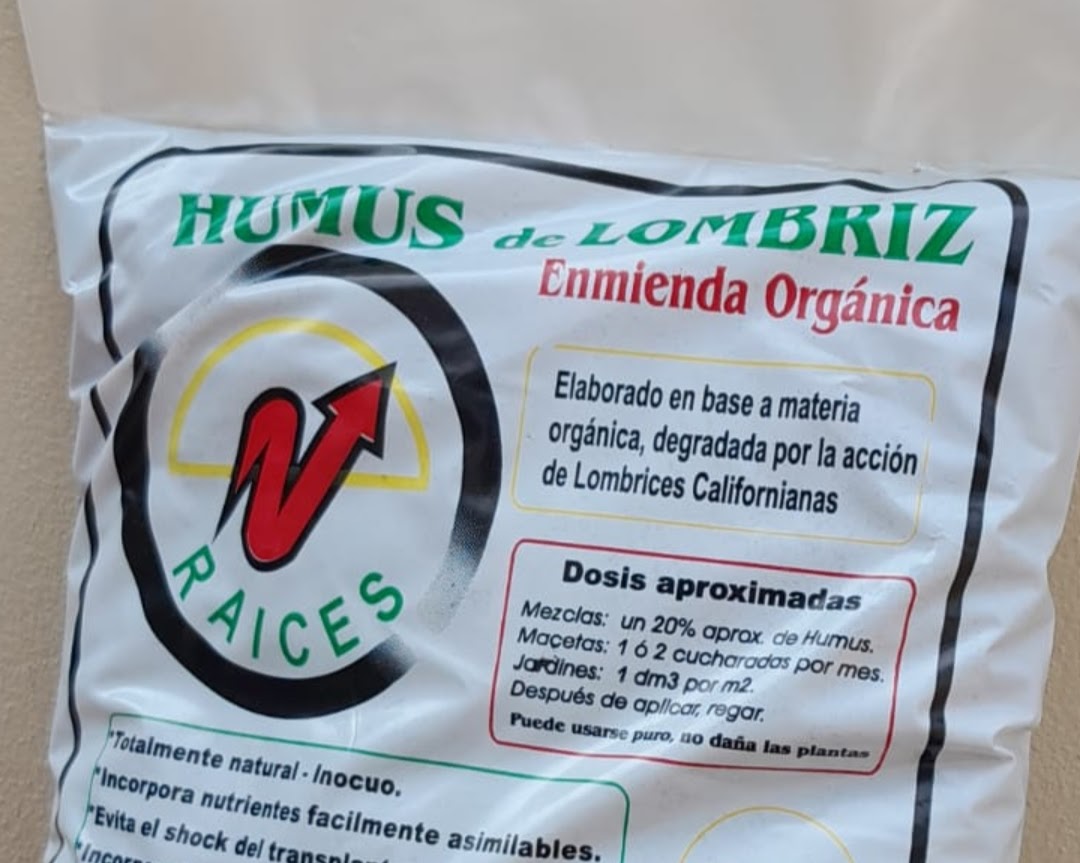 HUMUS de LOMBRIZ
Enmienda Orgánica
Elaborado en base a materia
orgánica, degradada por la acción
de Lombrices Californianas
RAICES
Dosis aproximadas
Mezclas: un 20% aprox. de Humus.
Macetas: 1 ó 2 cucharadas por mes.
Jardines: 1 dm3 por m2.
Después de aplicar, regar.
Puede usarse puro, no daña las plantas
*Totalmente natural - Inocuo.
*Incorpora nutrientes facilmente asimilables.
*Evita el shock del